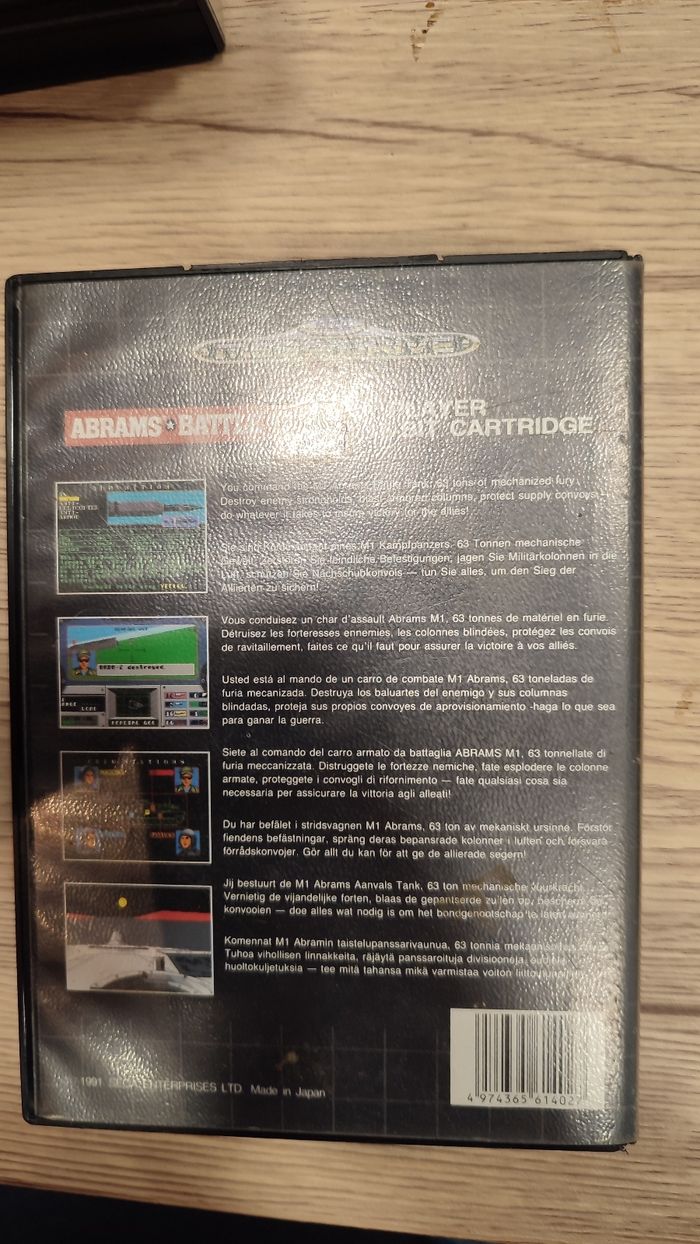 ABRAMS BATTLE
PLAYER
BIT CARTRIDGE
You command Tank. 63 tons of mechanized fury.
Destroy enemy strongholds, blast armored columns, protect supply convoys
do whatever it takes to victory for the allies!
M1 Kampfpanzers, 63 Tonnen mechanische
Sie feindliche Befestigungen, jagen Sie Militärkolonnen in die
Luft, schützen Sie Nachschubkonvois — tun Sie alles, um den Sieg der
Alliierten zu sichern!
Vous conduisez un char d'assault Abrams M1, 63 tonnes de matériel en furie.
Détruisez les forteresses ennemies, les colonnes blindées, protégez les convois
de ravitaillement, faites ce qu'il faut pour assurer la victoire à vos alliés.
Usted está al mando de un carro de combate M1 Abrams, 63 toneladas de
furia mecanizada. Destruya los baluartes del enemigo y sus columnas
blindadas, proteja sus propios convoyes de aprovisionamiento -haga lo que sea
para ganar la guerra.
Siete al comando del carro armato da battaglia ABRAMS M1, 63 tonnellate di
furia meccanizzata. Distruggete le fortezze nemiche, fate esplodere le colonne
armate, proteggete i convogli di rifornimento — fate qualsiasi cosa sia
necessaria per assicurare la vittoria agli alleati!
Du har befälet i stridsvagnen M1 Abrams, 63 ton av mekaniskt ursinne. Förstör
fiendens befästningar, spräng deras bepansrade kolonner i luften och försvara
förrådskonvojer. Gör allt du kan för att ge de allierade segern!
Jij bestuurt de M1 Abrams Aanvals Tank, 63 ton mechanische vuurkracht.
Vernietig de vijandelijke forten, blaas de gepantserde
konvooien — doe alles wat nodig is om het bondgenootschap te laten
Komennat M1 Abramin taistelupanssarivaunua, 63 tonnia
Tuhoa vihollisen linnakkeita, räjäytä panssaroituja divisiooneja,
huoltokuljetuksia — tee mitä tahansa mikä varmistaa voiton
destroyed
1991 SEGA ENTERPRISES LTD. Made in Japan
4 974365 61402